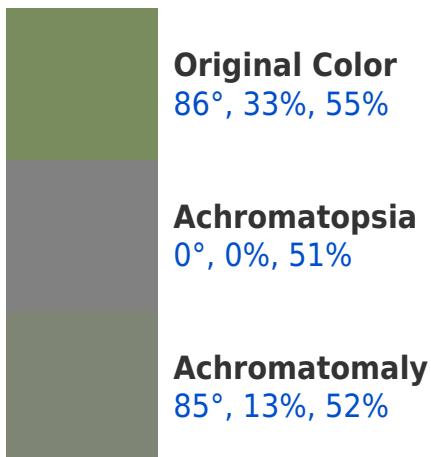 Original Color
86°, 33%, 55%
Achromatopsia
0°, 0%, 51%
Achromatomaly
85°, 13%, 52%